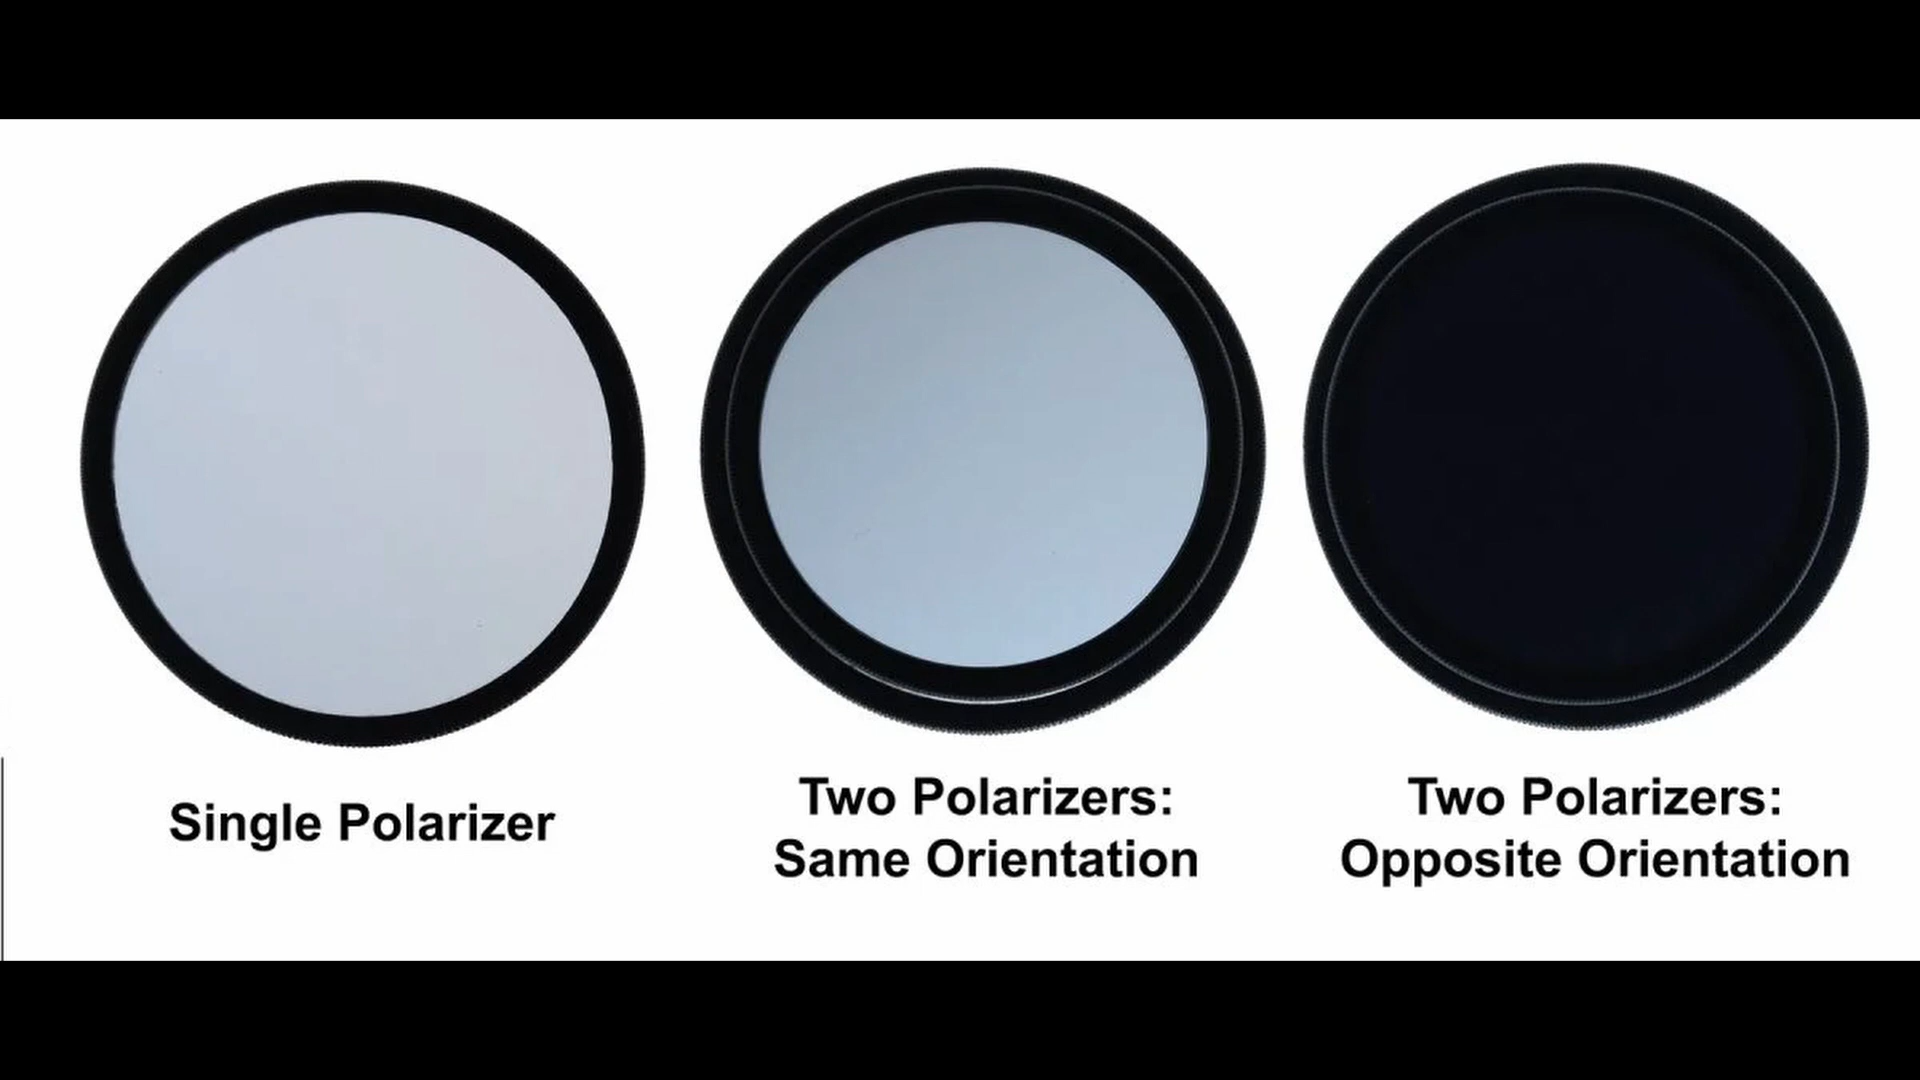 Single Polarizer
Two Polarizers:
Same Orientation
Two Polarizers:
Opposite Orientation